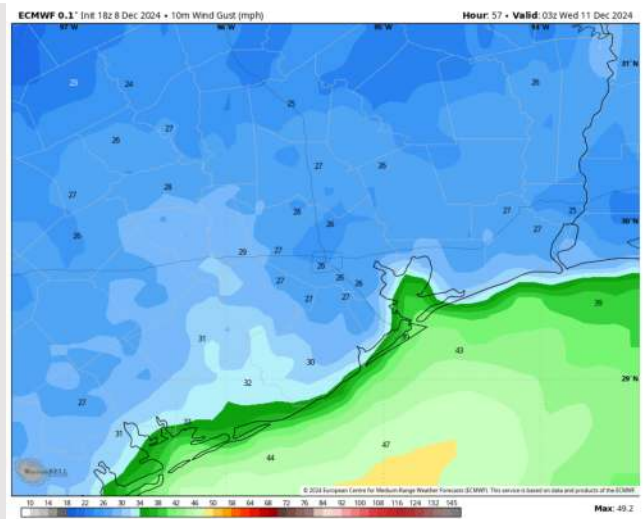 ECMWF 0.1° Init 18z 8 Dec 2024 • 10m Wind Gust (mph)
Hour: 57 • Valid: 03z Wed 11 Dec 2024
97°W 96°W 95°W 94°W
31°N
24 26
25
27
26
27 26
28
27
28 27 25
26 26 27
30°N
29 27
26
27 26 26
27 27
39
31 43
30
32 29°N
27
31
44 47
© 2024 European Centre for Medium-Range Weather Forecasts (ECMWF). This service is based on data and products of the ECMWF.
10 14 18 22 26 30 34 38 42 46 50 54 58 64 68 72 76 84 92 100 108 116 124 132 145
Max: 49.2